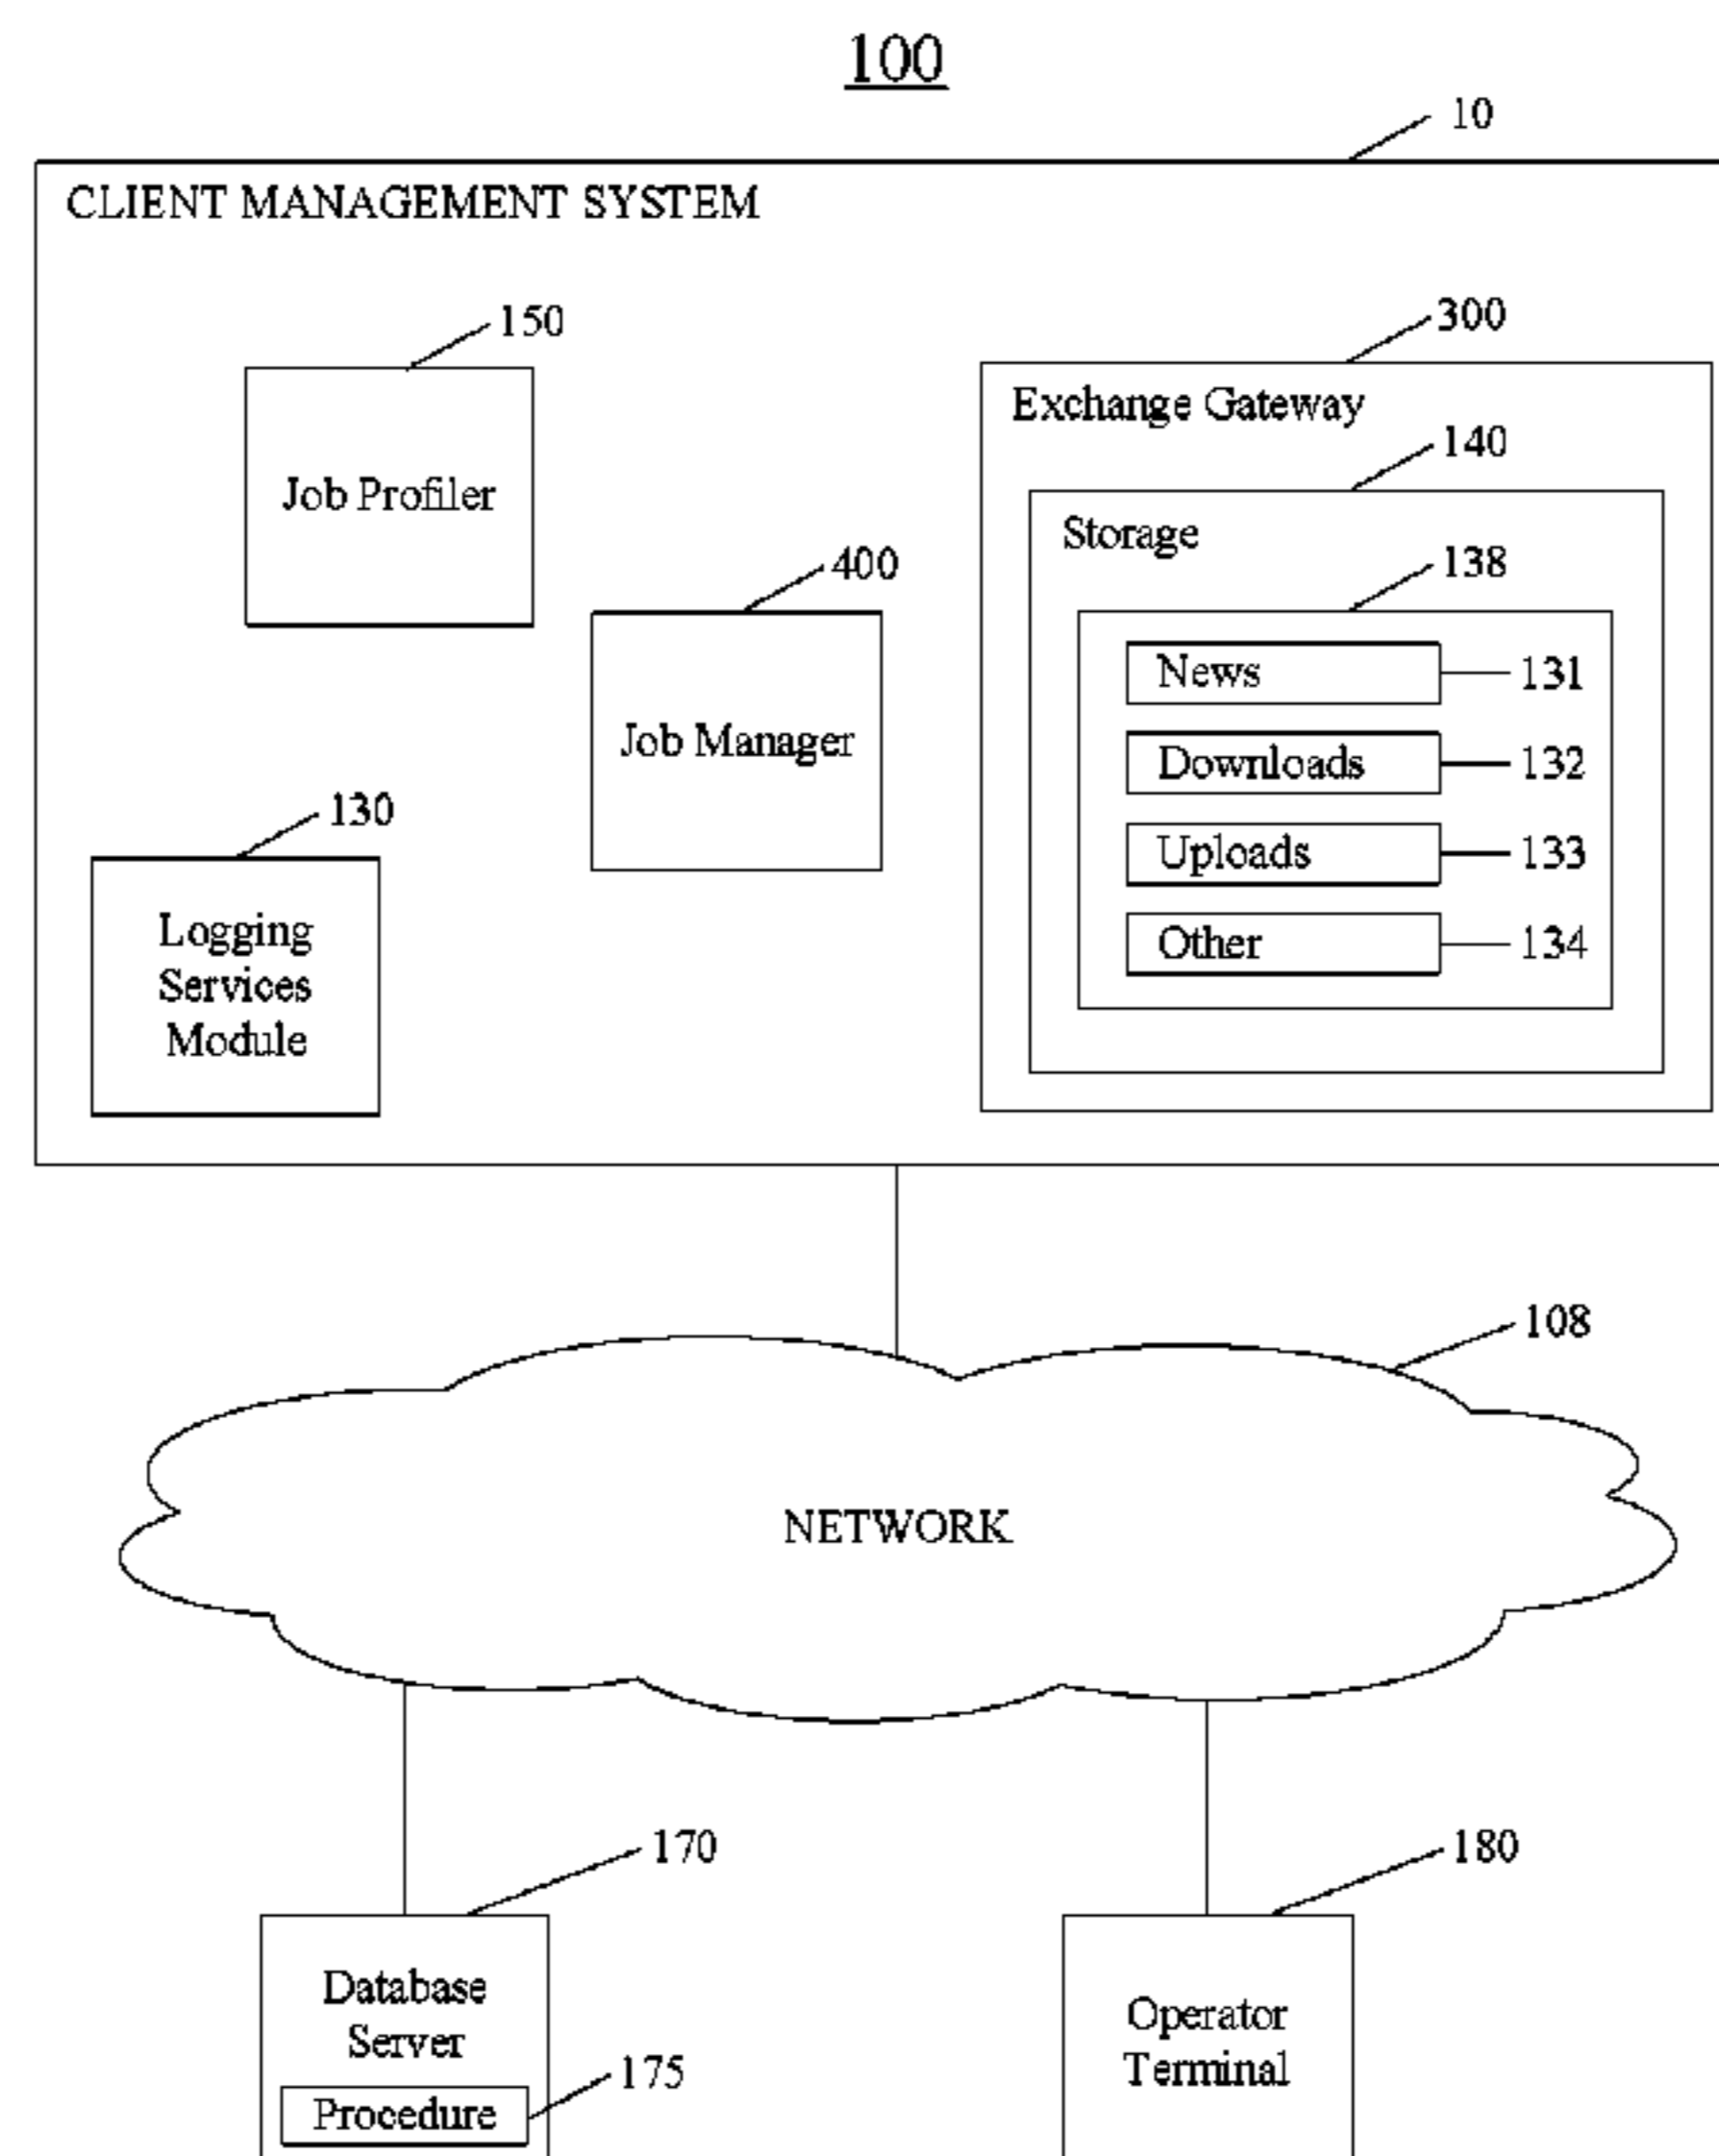 100
10
CLIENT MANAGEMENT SYSTEM
150
300
Exchange Gateway
140
Job Profiler
Storage
400
138
News
131
Job Manager
Downloads
132
130
Uploads
133
Logging
Services
Module
Other
134
108
NETWORK
170
180
Database
Server
Operator
Terminal
175
Procedure